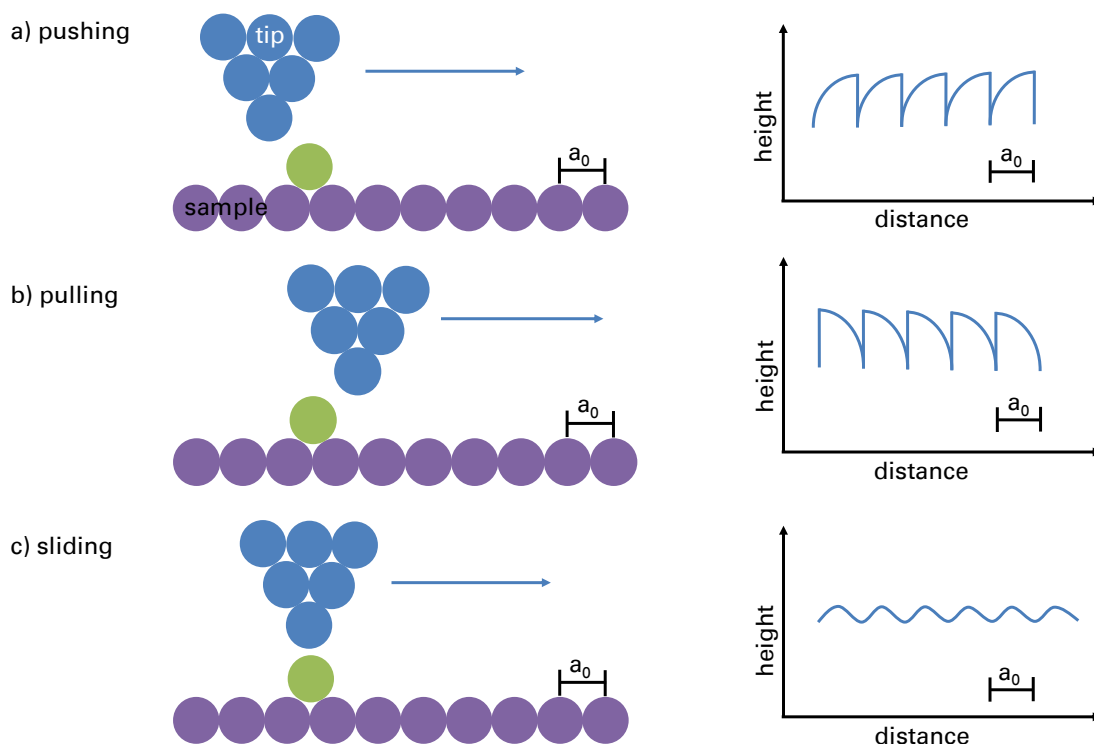 a) pushing
tip
sample
a0
height
a0
distance
b) pulling
a0
height
a0
distance
c) sliding
a0
height
a0
distance